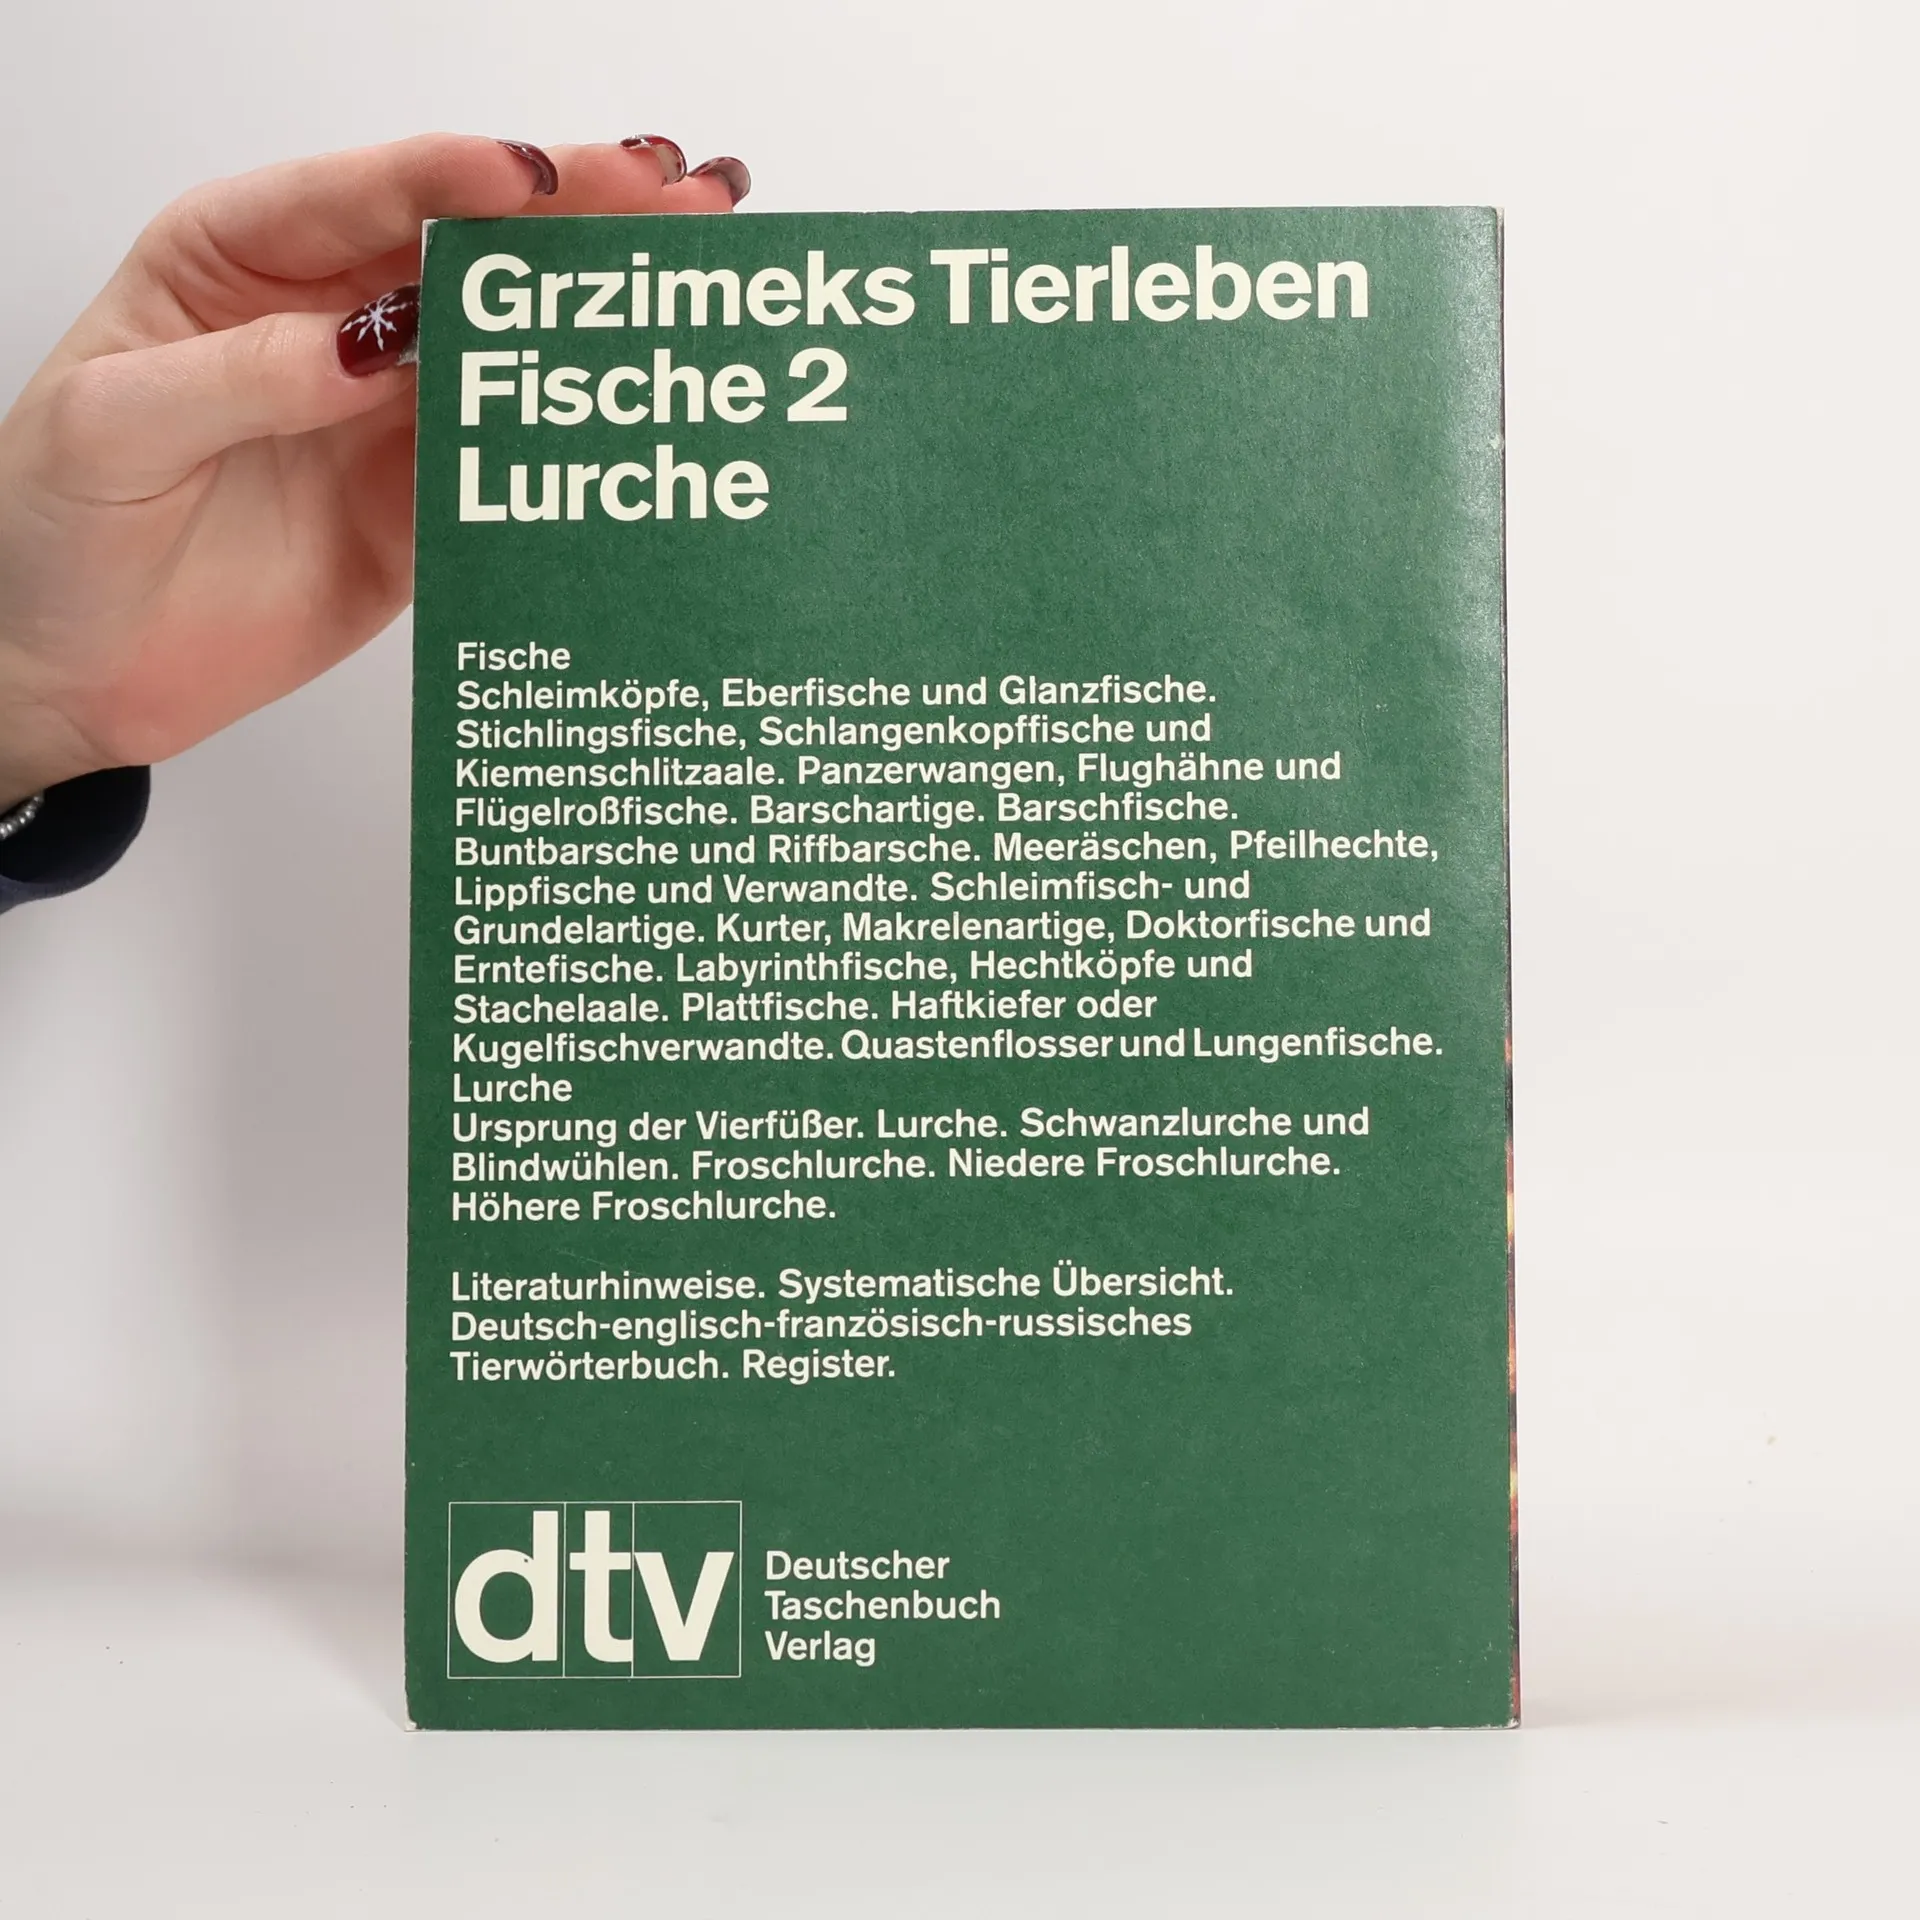 Grzimeks Tierleben
Fische 2
Lurche
Fische
Schleimköpfe, Eberfische und Glanzfische.
Stichlingsfische, Schlangenkopffische und
Kiemenschlitzaale. Panzerwangen, Flughähne und
Flügelroßfische. Barschartige. Barschfische.
Buntbarsche und Riffbarsche. Meeräschen, Pfeilhechte,
Lippfische und Verwandte. Schleimfisch- und
Grundelartige. Kurter, Makrelenartige, Doktorfische und
Erntefische. Labyrinthfische, Hechtköpfe und
Stachelaale. Plattfische. Haftkiefer oder
Kugelfischverwandte. Quastenflosser und Lungenfische.
Lurche
Ursprung der Vierfüßer. Lurche. Schwanzlurche und
Blindwühlen. Froschlurche. Niedere Froschlurche.
Höhere Froschlurche.
Literaturhinweise. Systematische Übersicht.
Deutsch-englisch-französisch-russisches
Tierwörterbuch. Register.
dtv
Deutscher
Taschenbuch
Verlag